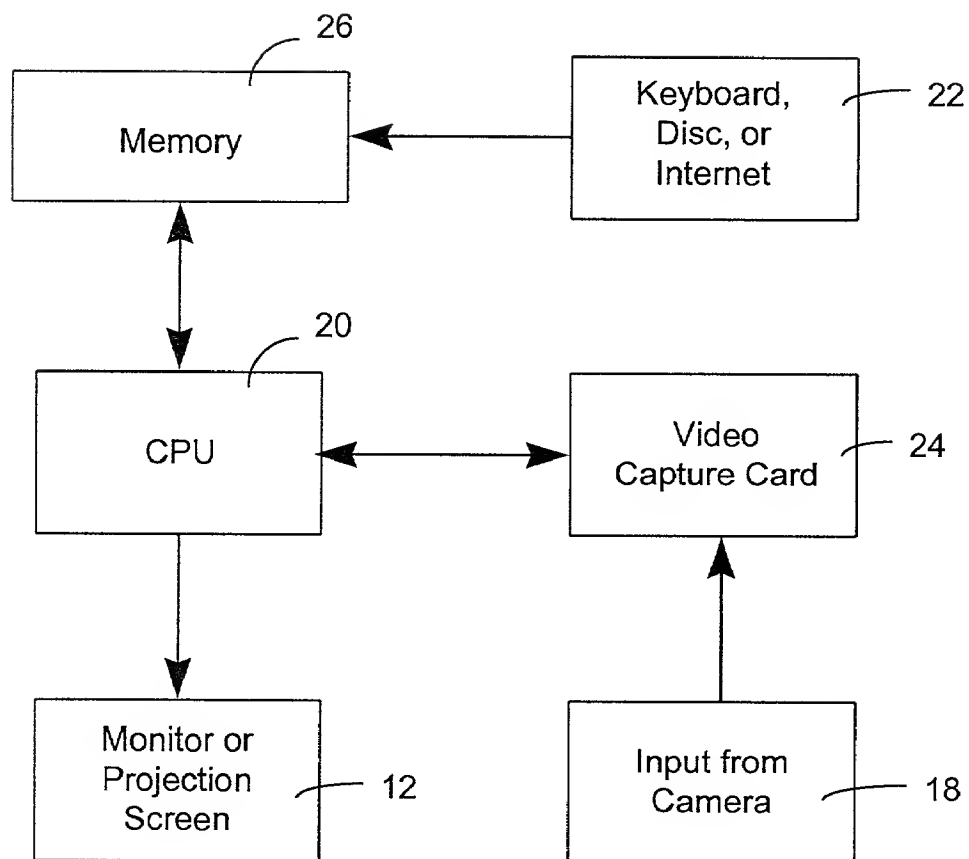 26
Memory
Keyboard,
Disc, or
Internet
22
20
CPU
Video
Capture Card
24
Monitor or
Projection
Screen
12
Input from
Camera
18